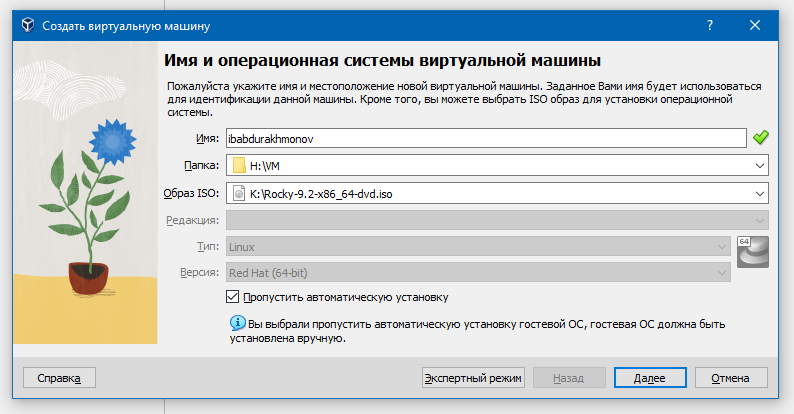 Создать виртуальную машину
Имя и операционная системы виртуальной машины
Пожалуйста укажите имя и местоположение новой виртуальной машины. Заданное Вами имя будет использоваться
для идентификации данной машины. Кроме того, вы можете выбрать ISO образ для установки операционной
системы.
Имя: ibabdurakhmonov
Папка: H:\VM
Образ ISO: K:\Rocky-9.2-x86_64-dvd.iso
Редакция:
Тип: Linux
64
Версия: Red Hat (64-bit)
Пропустить автоматическую установку
Вы выбрали пропустить автоматическую установку гостевой ОС, гостевая ОС должна быть
установлена вручную.
Справка Экспертный режим Назад Далее Отмена